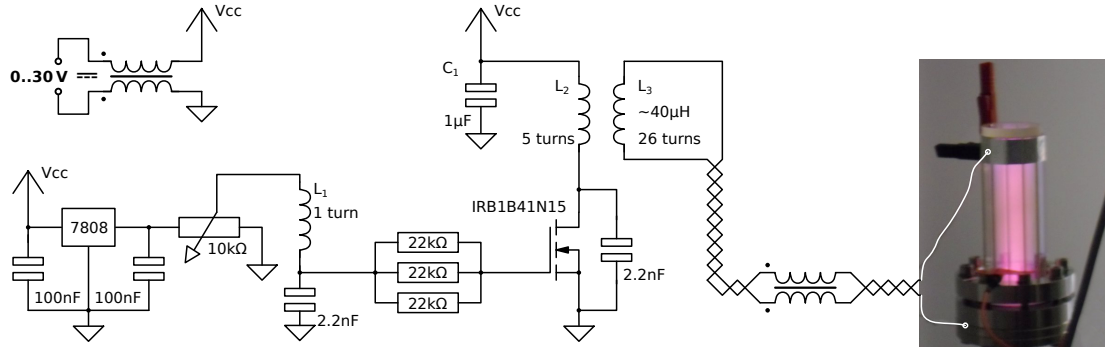 Vcc
0..30 V
Vcc
C1
1µF
L2
5 turns
L3
~40µH
26 turns
Vcc
7808
100nF
100nF
10kΩ
L1
1 turn
2.2nF
22kΩ
22kΩ
22kΩ
IRB1B41N15
2.2nF